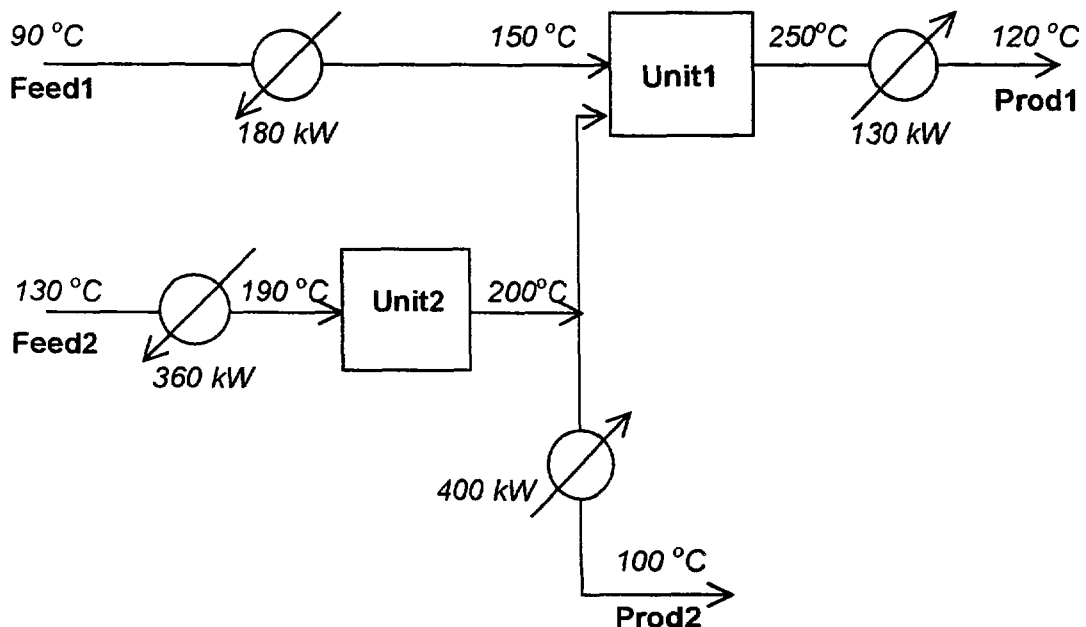 90 °C
Feed1
180 kW
150 °C
Unit1
250°C
130 kW
120 °C
Prod1
130 °C
Feed2
360 kW
190 °C
Unit2
200°C
400 kW
100 °C
Prod2